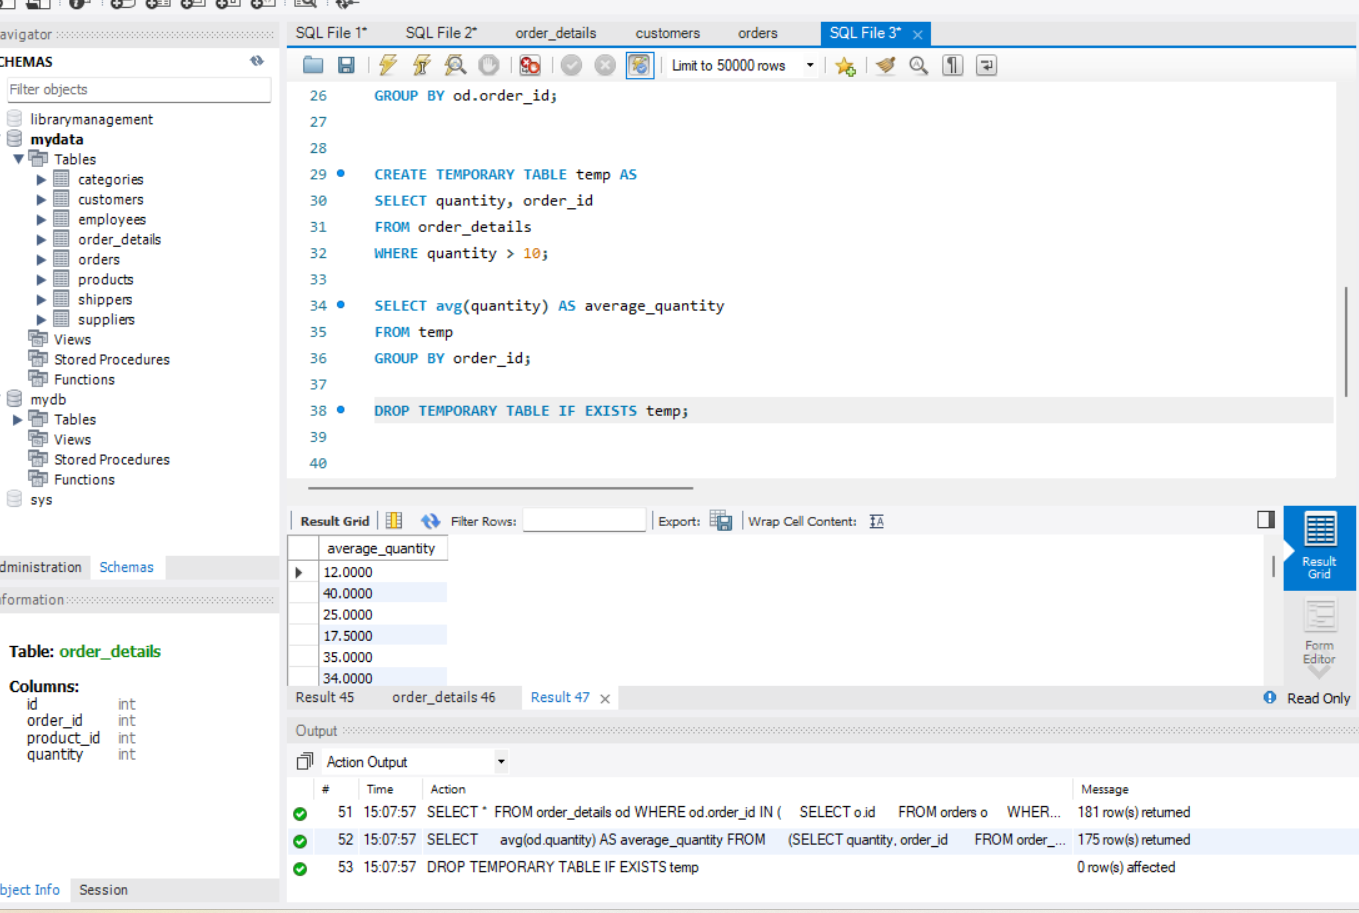 SQL File 1* SQL File 2* order_details customers orders SQL File 3*
avigator
CHEMAS
Filter objects
librarymanagement
mydata
Tables
categories
customers
employees
order_details
orders
products
shippers
suppliers
Views
Stored Procedures
Functions
mydb
Tables
Views
Stored Procedures
Functions
sys
dministration Schemas
formation
Table: order_details
Columns:
id int
order_id int
product_id int
quantity int
bject Info Session
Limit to 50000 rows
26 GROUP BY od.order_id;
27
28
29 CREATE TEMPORARY TABLE temp AS
30 SELECT quantity, order_id
31 FROM order_details
32 WHERE quantity > 10;
33
34 SELECT avg(quantity) AS average_quantity
35 FROM temp
36 GROUP BY order_id;
37
38 DROP TEMPORARY TABLE IF EXISTS temp;
39
40
Result Grid Filter Rows: Export: Wrap Cell Content:
average_quantity
12.0000
40.0000
25.0000
17.5000
35.0000
34.0000
Result Grid
Form Editor
Result 45 order_details 46 Result 47 Read Only
Output
Action Output
# Time Action Message
51 15:07:57 SELECT * FROM order_details od WHERE od.order_id IN ( SELECT o.id FROM orders o WHER... 181 row(s) returned
52 15:07:57 SELECT avg(od.quantity) AS average_quantity FROM (SELECT quantity, order_id FROM order_... 175 row(s) returned
53 15:07:57 DROP TEMPORARY TABLE IF EXISTS temp 0 row(s) affected